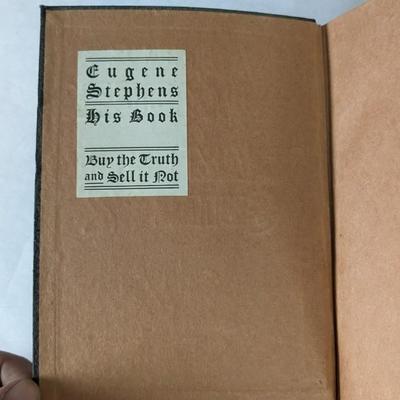 Eugene
Stephens
His Book
Buy the Truth
and Sell it Not